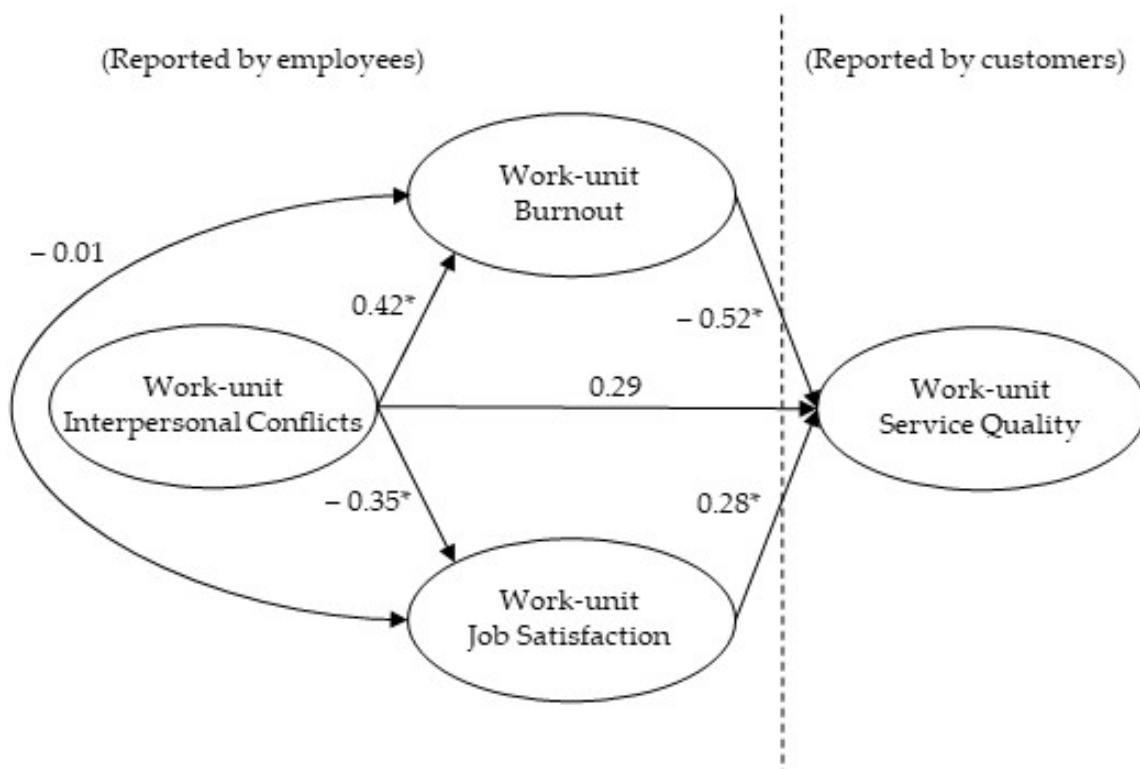 (Reported by employees)
(Reported by customers)
Work-unit
Burnout
– 0.01
0.42*
– 0.52*
Work-unit
Interpersonal Conflicts
0.29
Work-unit
Service Quality
– 0.35*
0.28*
Work-unit
Job Satisfaction